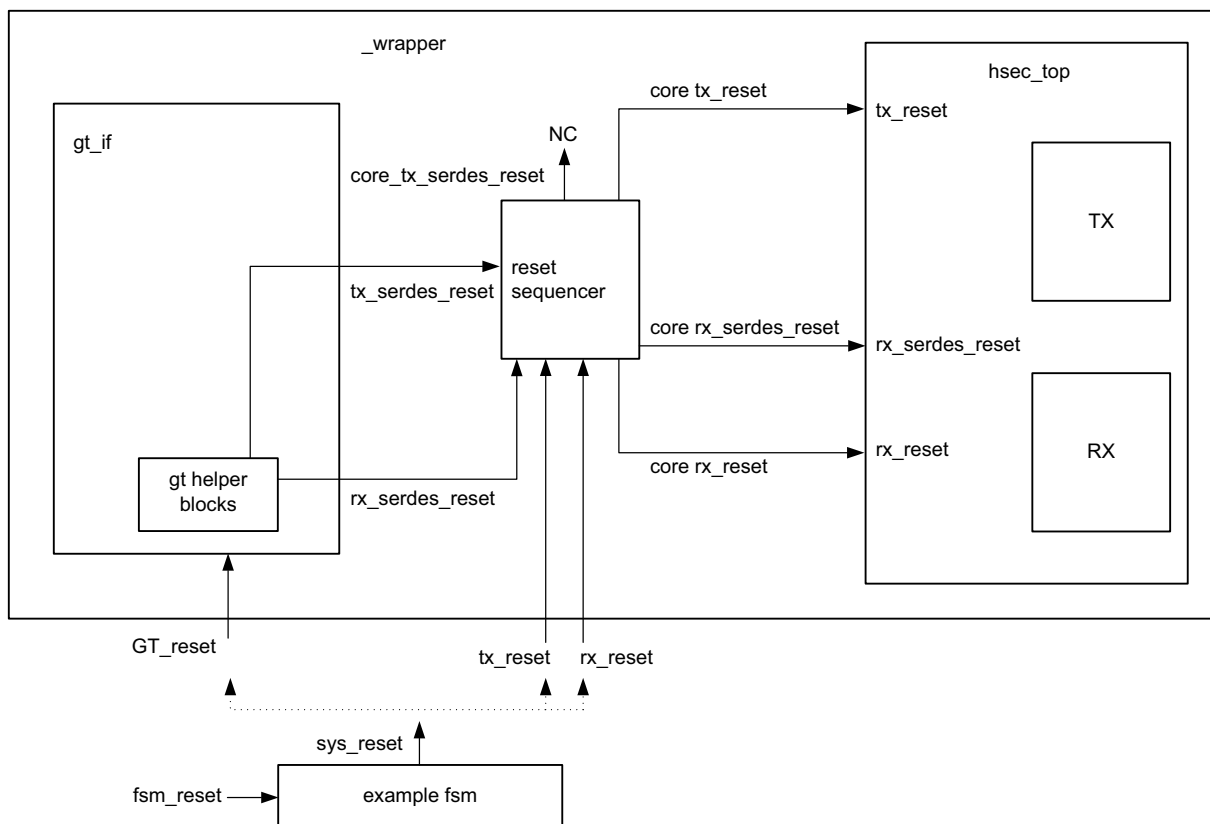 _wrapper
hsec_top
core tx_reset
tx_reset
NC
gt_if
core_tx_serdes_reset
TX
reset
sequencer
tx_serdes_reset
core rx_serdes_reset
rx_serdes_reset
rx_reset
RX
core rx_reset
gt helper
blocks
rx_serdes_reset
GT_reset
tx_reset
rx_reset
sys_reset
fsm_reset
example fsm